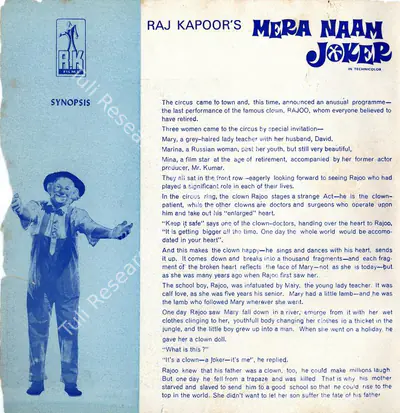 RAJ KAPOOR'S MERA NAAM
JOKER
IN TECHNICOLOR
RK
FILMS
SYNOPSIS
The circus came to town and, this time, announced an anusual programme—
the last performance of the famous clown, RAJOO, whom everyone believed to
have retired.
Three women came to the circus by special invitation—
Mary, a grey-haired lady teacher with her husband, David,
Marina, a Russian woman, past her youth, but still very beautiful,
Mina, a film star at the age of retirement, accompanied by her former actor
producer, Mr. Kumar.
They all sat in the front row -eagerly looking forward to seeing Rajoo who had
played a significant role in each of their lives.
In the circus ring, the clown Rajoo stages a strange Act—he is the clown-
patient, while the other clowns are doctors and surgeons who operate upon
him and take out his "enlarged" heart.
"Keep it safe" says one of the clown-doctors, handing over the heart to Rajoo,
"It is getting bigger all the time. One day the whole world would be accomo-
dated in your heart".
And this makes the clown happy—he sings and dances with his heart, sends
it up. It comes down and breaks into a thousand fragments—and each frag-
ment of the broken heart reflects the face of Mary—not as she is today—but
as she was many years ago when Rajoo first saw her.
The school boy, Rajoo, was infatuated by Mary, the young lady teacher. It was
calf love, as she was five years his senior. Mary had a little lamb—and he was
the lamb who followed Mary wherever she went.
One day Rajoo saw Mary fall down in a river, emerge from it with her wet
clothes clinging to her, youthfull body changing her clothes in a thicket in the
jungle, and the little boy grew up into a man. When she went on a holiday, he
gave her a clown doll.
"What is this?"
"It's a clown—a joker—it's me", he replied.
Rajoo knew that his father was a clown, too, he could make millions laugh.
But one day he fell from a trapeze and was killed. That is why his mother
starved and slaved to send him to a good school so that he could rise to the
top in the world. She didn't want to let her son suffer the fate of his father